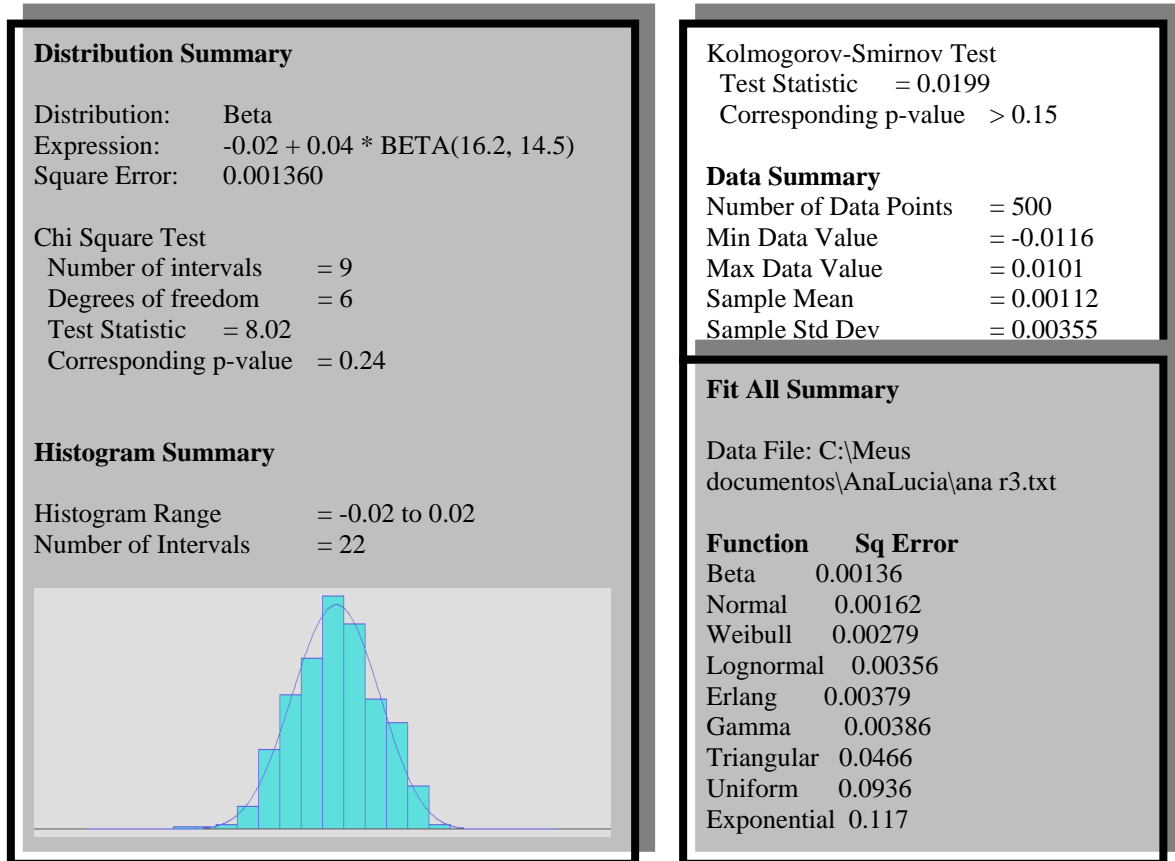 Distribution Summary
Distribution: Beta
Expression: -0.02 + 0.04 * BETA(16.2, 14.5)
Square Error: 0.001360
Chi Square Test
Number of intervals = 9
Degrees of freedom = 6
Test Statistic = 8.02
Corresponding p-value = 0.24
Histogram Summary
Histogram Range = -0.02 to 0.02
Number of Intervals = 22
Kolmogorov-Smirnov Test
Test Statistic = 0.0199
Corresponding p-value > 0.15
Data Summary
Number of Data Points = 500
Min Data Value = -0.0116
Max Data Value = 0.0101
Sample Mean = 0.00112
Sample Std Dev = 0.00355
Fit All Summary
Data File: C:\Meus
documentos\AnaLucia\ana r3.txt
Function Sq Error
Beta 0.00136
Normal 0.00162
Weibull 0.00279
Lognormal 0.00356
Erlang 0.00379
Gamma 0.00386
Triangular 0.0466
Uniform 0.0936
Exponential 0.117